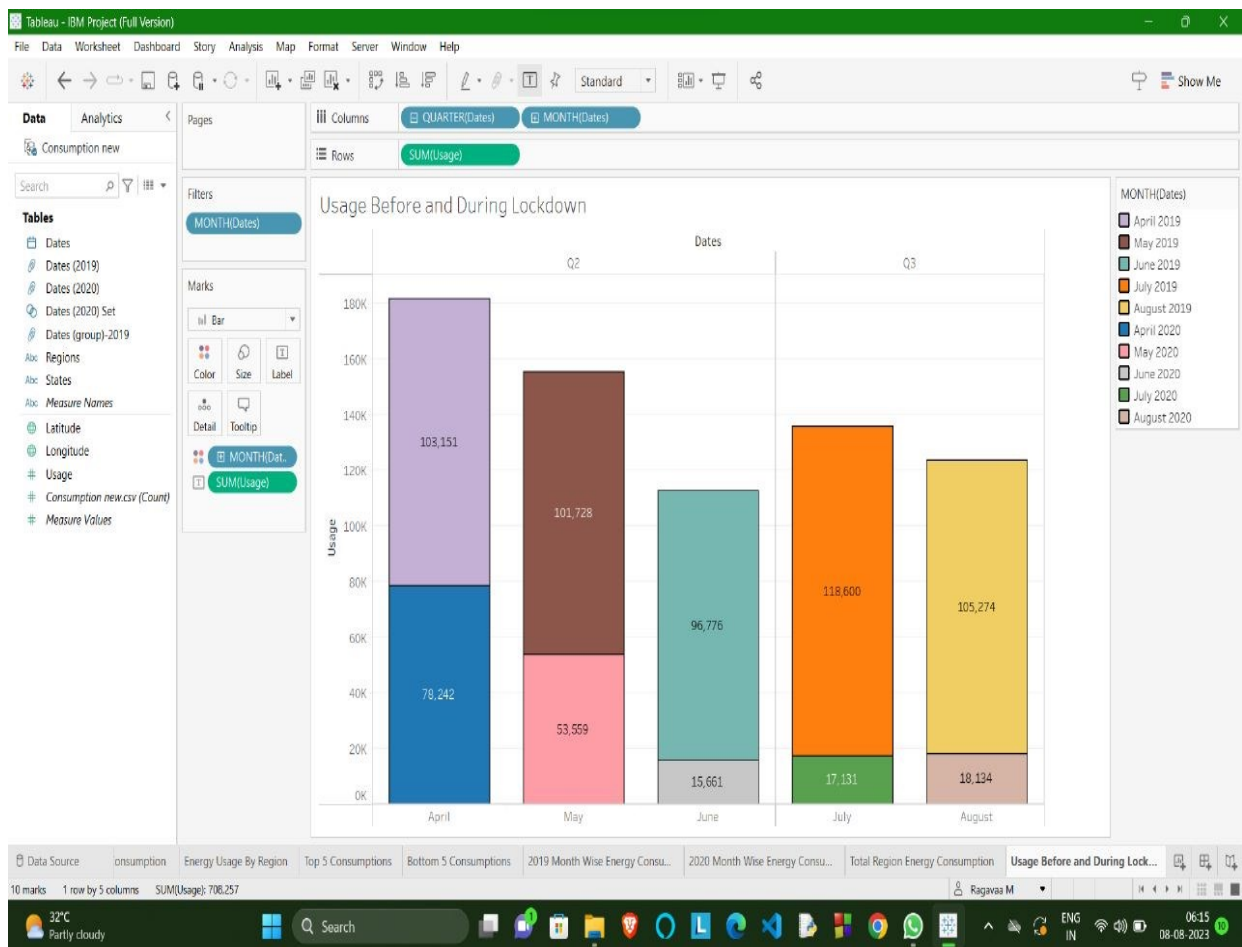 Tableau - IBM Project (Full Version)
File Data Worksheet Dashboard Story Analysis Map Format Server Window Help
Standard
Show Me
Data Analytics
Consumption new
Search
Tables
Dates
Dates (2019)
Dates (2020)
Dates (2020) Set
Dates (group)-2019
Abc Regions
Abc States
Abc Measure Names
Latitude
Longitude
# Usage
# Consumption new.csv (Count)
# Measure Values
Pages
Filters
MONTH(Dates)
Marks
Bar
Color Size Label
Detail Tooltip
MONTH(Dat..
SUM(Usage)
Columns QUARTER(Dates) MONTH(Dates)
Rows SUM(Usage)
Usage Before and During Lockdown
Dates
Q2 Q3
Usage
180K
160K
140K
120K
100K
80K
60K
40K
20K
0K
103,151
78,242
101,728
53,559
96,776
15,661
118,600
17,131
105,274
18,134
April May June July August
MONTH(Dates)
April 2019
May 2019
June 2019
July 2019
August 2019
April 2020
May 2020
June 2020
July 2020
August 2020
Data Source onsumption Energy Usage By Region Top 5 Consumptions Bottom 5 Consumptions 2019 Month Wise Energy Consu... 2020 Month Wise Energy Consu... Total Region Energy Consumption Usage Before and During Lock...
10 marks 1 row by 5 columns SUM(Usage): 708.257 Ragavaa M
32°C
Partly cloudy
Search
ENG
IN
06:15
08-08-2023
10